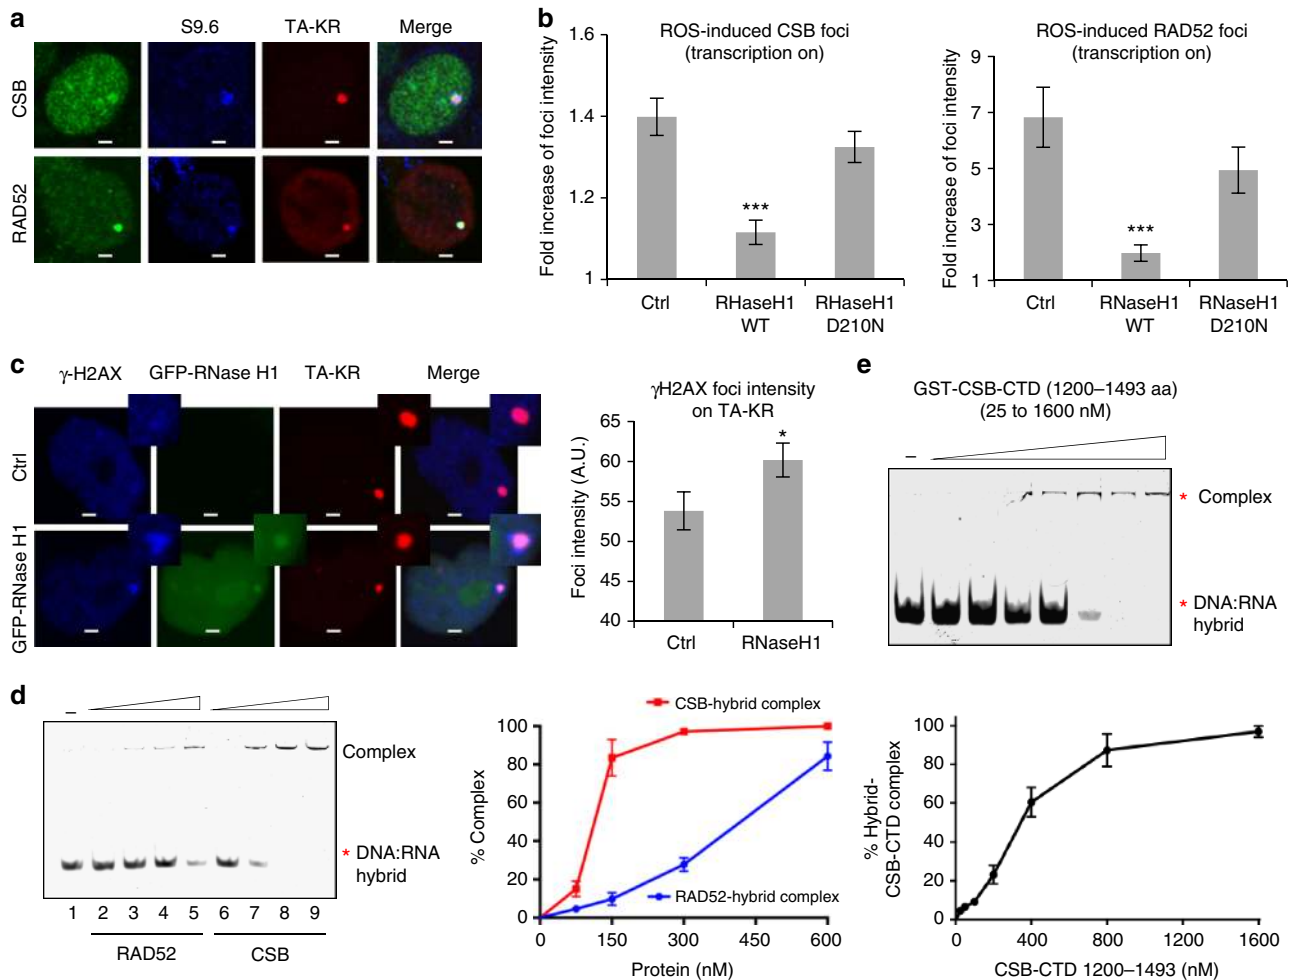 a
S9.6
TA-KR
Merge
CSB
RAD52
b
ROS-induced CSB foci
(transcription on)
Fold increase of foci intensity
1.6
1.4
1.2
1
***
Ctrl
RHaseH1
WT
RHaseH1
D210N
ROS-induced RAD52 foci
(transcription on)
Fold increase of foci intensity
9
7
5
3
1
***
Ctrl
RNaseH1
WT
RNaseH1
D210N
c
γ-H2AX
GFP-RNase H1
TA-KR
Merge
Ctrl
GFP-RNase H1
γH2AX foci intensity
on TA-KR
Foci intensity (A.U.)
65
60
55
50
45
40
*
Ctrl
RNaseH1
e
GST-CSB-CTD (1200–1493 aa)
(25 to 1600 nM)
–
* Complex
* DNA:RNA
hybrid
d
–
Complex
* DNA:RNA
hybrid
1 2 3 4 5 6 7 8 9
RAD52
CSB
CSB-hybrid complex
% Complex
100
80
60
40
20
0
RAD52-hybrid complex
0 150 300 450 600
Protein (nM)
% Hybrid-
CSB-CTD complex
100
80
60
40
20
0
0 400 800 1200 1600
CSB-CTD 1200–1493 (nM)